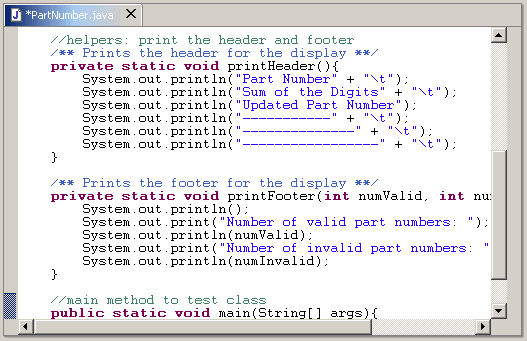 *PartNumber.java
//helpers: print the header and footer
/** Prints the header for the display **/
private static void printHeader(){
System.out.println("Part Number" + "\t");
System.out.println("Sum of the Digits" + "\t");
System.out.println("Updated Part Number");
System.out.println("-----------" + "\t");
System.out.println("--------------" + "\t");
System.out.println("-----------------" + "\t");
}
/** Prints the footer for the display **/
private static void printFooter(int numValid, int nu
System.out.println();
System.out.print("Number of valid part numbers: ");
System.out.println(numValid);
System.out.print("Number of invalid part numbers: "
System.out.println(numInvalid);
}
//main method to test class
public static void main(String[] args){